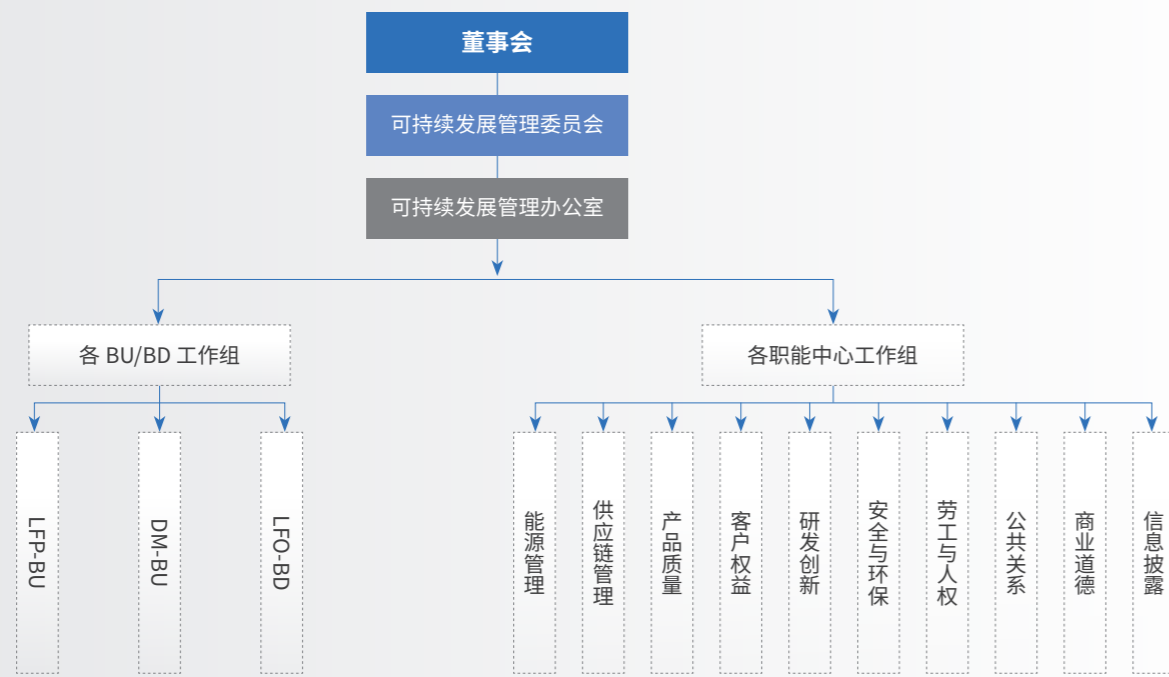 董事会
可持续发展管理委员会
可持续发展管理办公室
各 BU/BD 工作组
各职能中心工作组
LFP-BU
DM-BU
LFO-BD
能源管理
供应链管理
产品质量
客户权益
研发创新
安全与环保
劳工与人权
公共关系
商业道德
信息披露